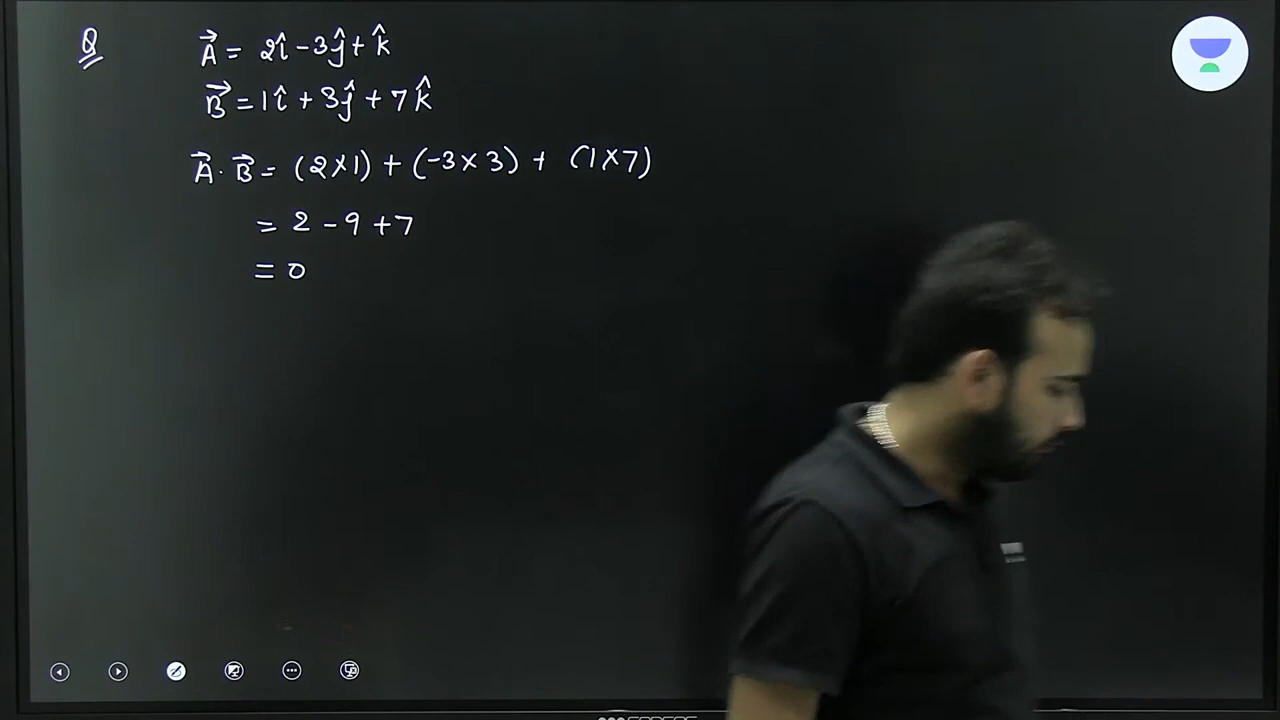 Q A⃗ = 2î - 3ĵ + k̂
B⃗ = 1î + 3ĵ + 7k̂
A⃗ . B⃗ = (2×1) + (-3×3) + (1×7)
= 2 - 9 + 7
= 0